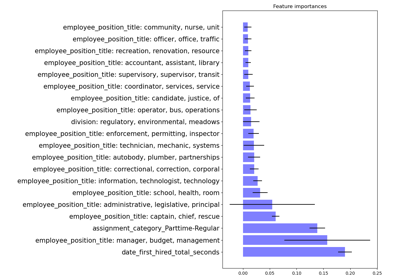 Feature importances
employee_position_title: community, nurse, unit
employee_position_title: officer, office, traffic
employee_position_title: recreation, renovation, resource
employee_position_title: accountant, assistant, library
employee_position_title: supervisory, supervisor, transit
employee_position_title: coordinator, services, service
employee_position_title: candidate, justice, of
employee_position_title: operator, bus, operations
division: regulatory, environmental, meadows
employee_position_title: enforcement, permitting, inspector
employee_position_title: technician, mechanic, systems
employee_position_title: autobody, plumber, partnerships
employee_position_title: correctional, correction, corporal
employee_position_title: information, technologist, technology
employee_position_title: school, health, room
employee_position_title: administrative, legislative, principal
employee_position_title: captain, chief, rescue
assignment_category_Parttime-Regular
employee_position_title: manager, budget, management
date_first_hired_total_seconds
0.00 0.05 0.10 0.15 0.20 0.25